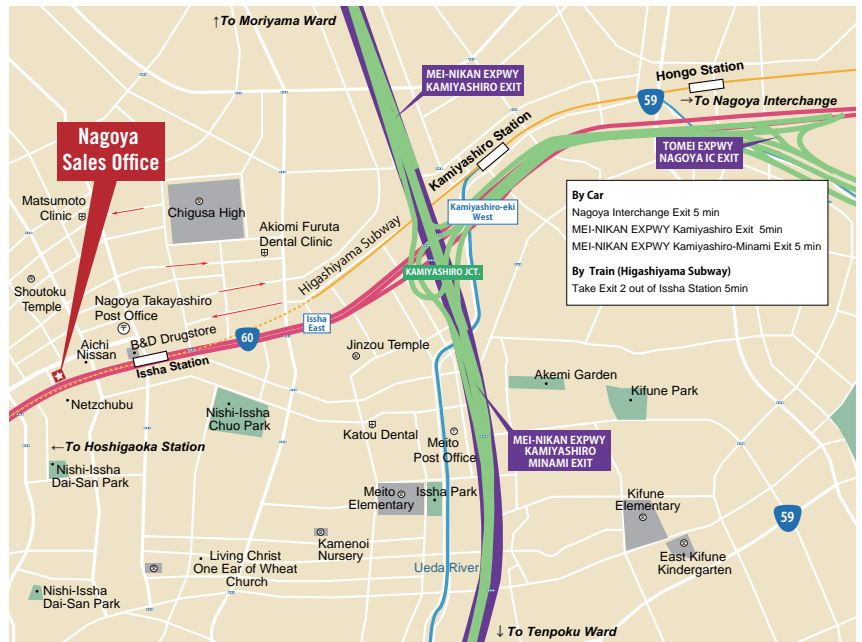 ↑To Moriyama Ward
MEI-NIKAN EXPWY
KAMIYASHIRO
EXIT
Hongo Station
59
→To Nagoya Interchange
Nagoya
Sales Office
TOMEI EXPWY
NAGOYA IC EXIT
Kamiyashiro Station
Matsumoto
Clinic
Chigusa High
Kamiyashiro-eki
West
By Car
Nagoya Interchange Exit 5 min
MEI-NIKAN EXPWY Kamiyashiro Exit 5min
MEI-NIKAN EXPWY Kamiyashiro-Minami Exit 5 min
By Train (Higashiyama Subway)
Take Exit 2 out of Issha Station 5min
Akiomi Furuta
Dental Clinic
Higashiyama Subway
KAMIYASHIRO JCT.
Shoutoku
Temple
Nagoya Takayashiro
Post Office
Issha
East
60
B&D Drugstore
Aichi
Nissan
Issha Station
Jinzou Temple
Netzchubu
Akemi Garden
Kifune Park
Nishi-Issha
Chuo Park
←To Hoshigaoka Station
Katou Dental
Meito
Post Office
MEI-NIKAN EXPWY
KAMIYASHIRO
MINAMI EXIT
Nishi-Issha
Dai-San Park
Meito
Elementary
Issha Park
Kifune
Elementary
59
Kamenoi
Nursery
East Kifune
Kindergarten
Living Christ
One Ear of Wheat
Church
Ueda River
Nishi-Issha
Dai-San Park
↓To Tenpoku Ward